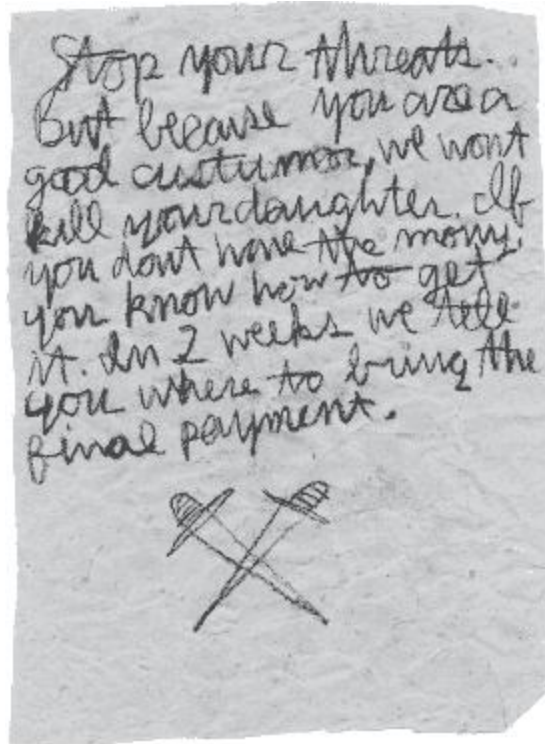 Stop your threats.
But because you are a
good custumor, we wont
kill your daughter. If
you dont have the mony,
you know how to get
it. In 2 weeks we tell
you where to bring the
final payment.